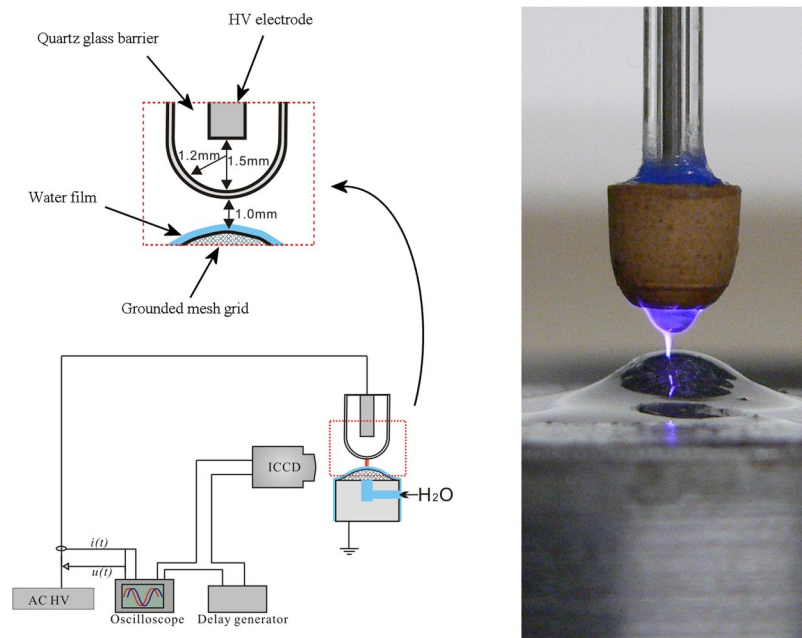 HV electrode
Quartz glass barrier
1.2mm
1.5mm
Water film
1.0mm
Grounded mesh grid
ICCD
H2O
i(t)
u(t)
AC HV
Oscilloscope
Delay generator